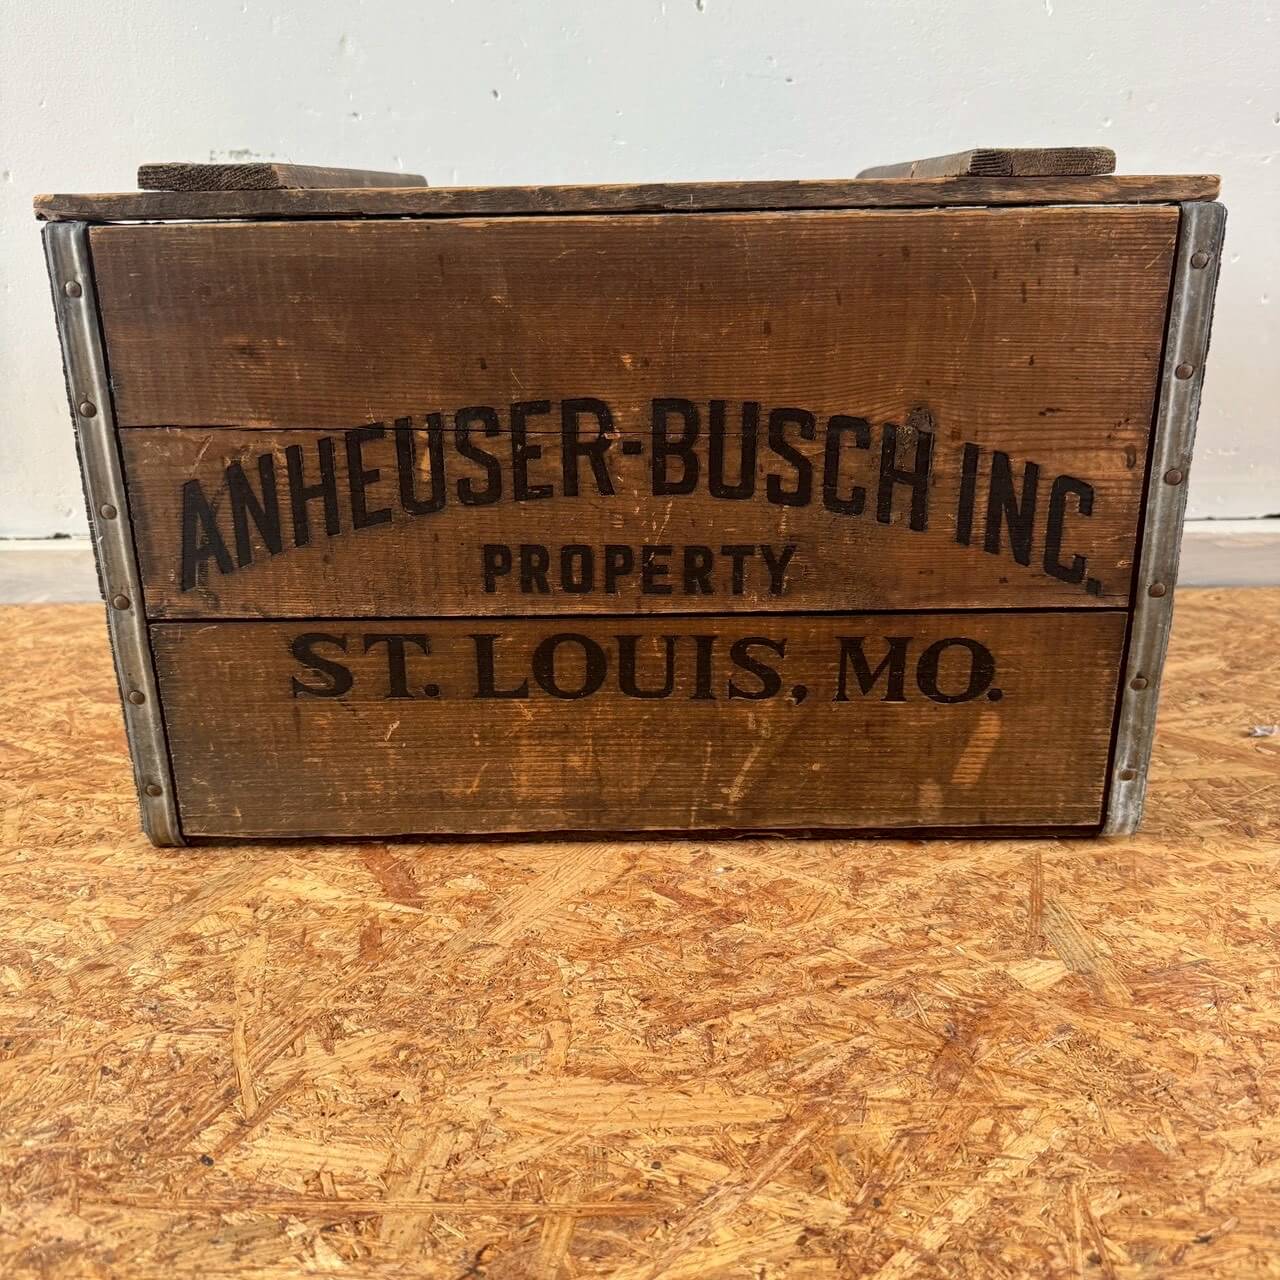 ANHEUSER-BUSCH INC.
PROPERTY
ST. LOUIS, MO.